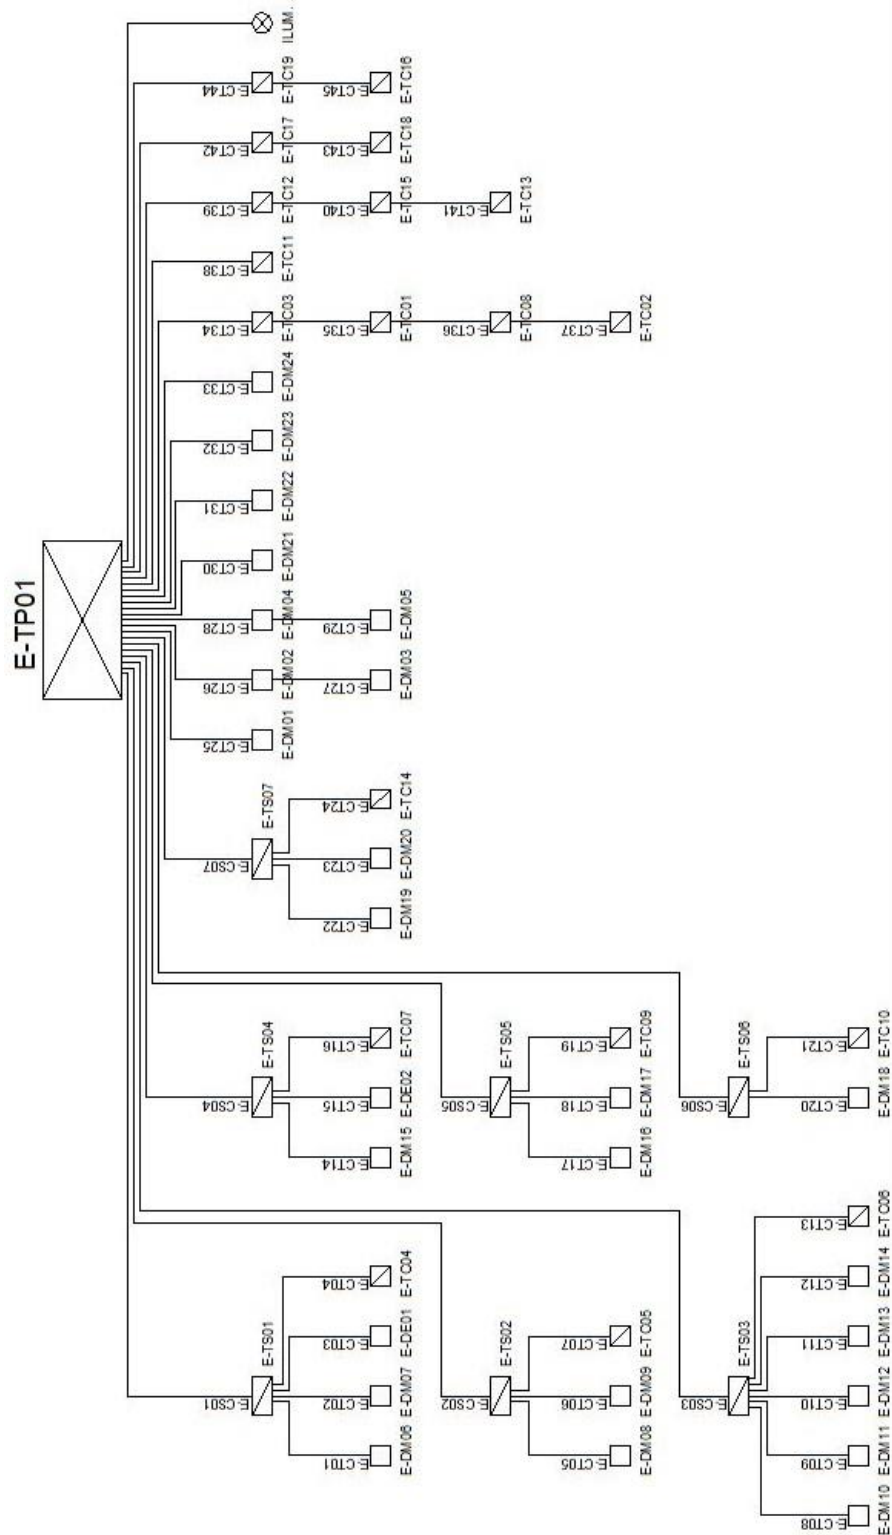 E-TP01
ILUM.
E-CT44
E-TC19
E-CT45
E-TC16
E-CT42
E-TC17
E-CT43
E-TC18
E-CT39
E-TC12
E-CT40
E-TC15
E-CT41
E-TC13
E-CT38
E-TC11
E-CT34
E-TC03
E-CT35
E-TC01
E-CT36
E-TC08
E-CT37
E-TC02
E-CT33
E-DM24
E-CT32
E-DM23
E-CT31
E-DM22
E-CT30
E-DM21
E-CT28
E-DM04
E-CT29
E-DM05
E-CT26
E-DM02
E-CT27
E-DM03
E-CT25
E-DM01
E-CS07
E-TS07
E-CT24
E-TC14
E-CT23
E-DM20
E-CT22
E-DM19
E-CS04
E-TS04
E-CT16
E-TC07
E-CT15
E-DE02
E-CT14
E-DM15
E-CS05
E-TS05
E-CT19
E-TC09
E-CT18
E-DM17
E-CT17
E-DM16
E-CS06
E-TS06
E-CT21
E-TC10
E-CT20
E-DM18
E-CS01
E-TS01
E-CT04
E-TC04
E-CT03
E-DE01
E-CT02
E-DM07
E-CT01
E-DM06
E-CS02
E-TS02
E-CT07
E-TC05
E-CT06
E-DM09
E-CT05
E-DM08
E-CS03
E-TS03
E-CT13
E-TC06
E-CT12
E-DM14
E-CT11
E-DM13
E-CT10
E-DM12
E-CT09
E-DM11
E-CT08
E-DM10